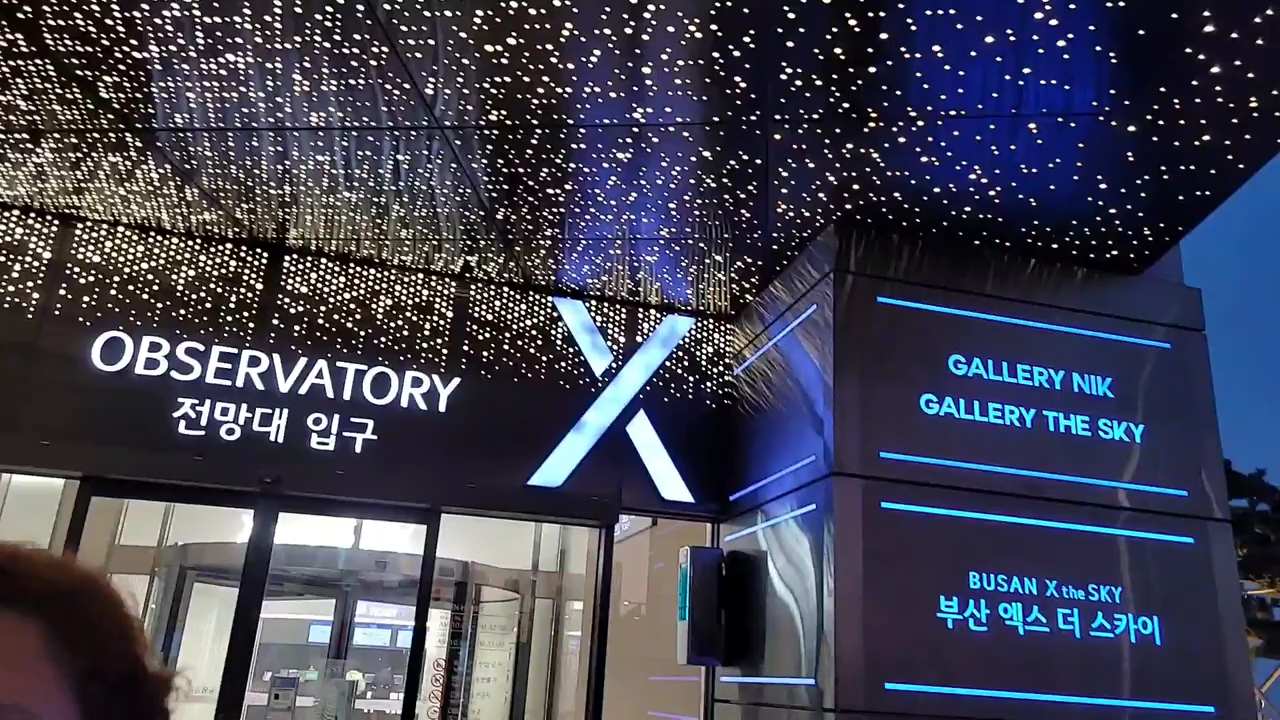 OBSERVATORY
전망대 입구
X
GALLERY NIK
GALLERY THE SKY
BUSAN X the SKY
부산 엑스 더 스카이